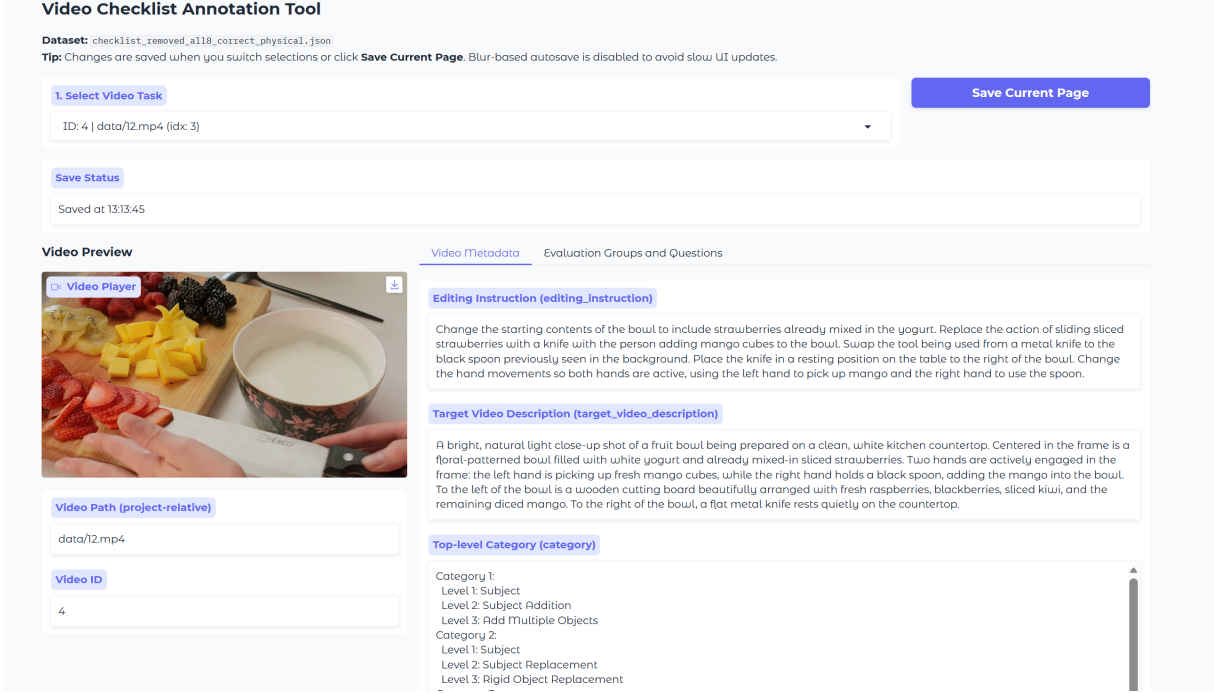 Video Checklist Annotation Tool
Dataset: checklist_removed_all8_correct_physical.json
Tip: Changes are saved when you switch selections or click Save Current Page. Blur-based autosave is disabled to avoid slow UI updates.
1. Select Video Task
ID: 4 | data/12.mp4 (idx: 3)
Save Current Page
Save Status
Saved at 13:13:45
Video Preview
Video Player
Video Path (project-relative)
data/12.mp4
Video ID
4
Video Metadata
Evaluation Groups and Questions
Editing Instruction (editing_instruction)
Change the starting contents of the bowl to include strawberries already mixed in the yogurt. Replace the action of sliding sliced
strawberries with a knife with the person adding mango cubes to the bowl. Swap the tool being used from a metal knife to the
black spoon previously seen in the background. Place the knife in a resting position on the table to the right of the bowl. Change
the hand movements so both hands are active, using the left hand to pick up mango and the right hand to use the spoon.
Target Video Description (target_video_description)
A bright, natural light close-up shot of a fruit bowl being prepared on a clean, white kitchen countertop. Centered in the frame is a
floral-patterned bowl filled with white yogurt and already mixed-in sliced strawberries. Two hands are actively engaged in the
frame: the left hand is picking up fresh mango cubes, while the right hand holds a black spoon, adding the mango into the bowl.
To the left of the bowl is a wooden cutting board beautifully arranged with fresh raspberries, blackberries, sliced kiwi, and the
remaining diced mango. To the right of the bowl, a flat metal knife rests quietly on the countertop.
Top-level Category (category)
Category 1:
Level 1: Subject
Level 2: Subject Addition
Level 3: Add Multiple Objects
Category 2:
Level 1: Subject
Level 2: Subject Replacement
Level 3: Rigid Object Replacement